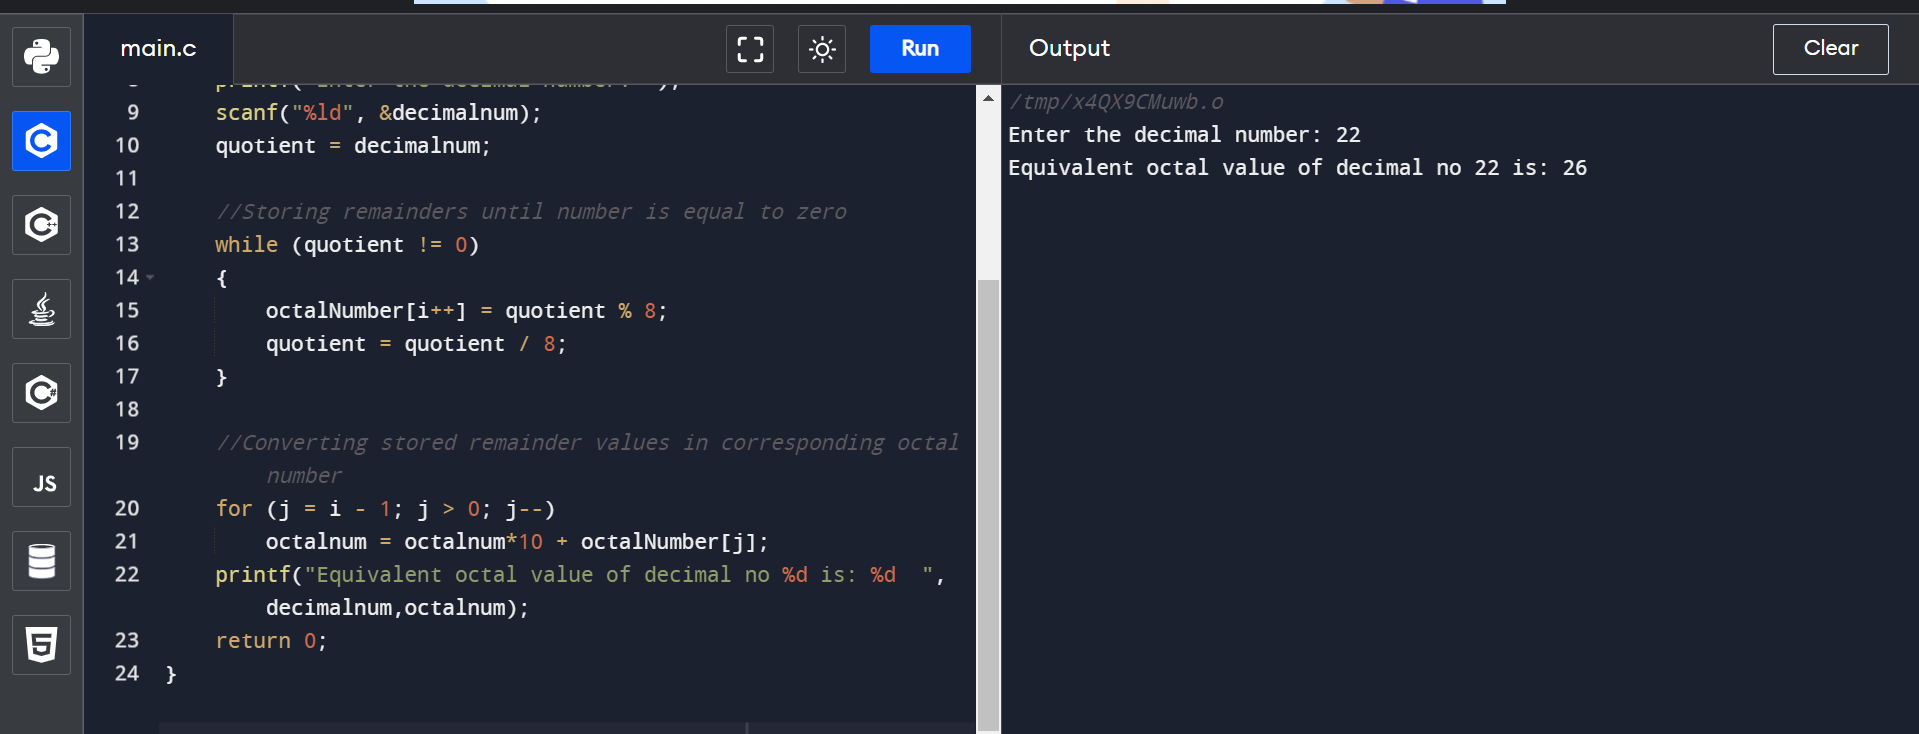 main.c
Run
Output
Clear
9 scanf("%ld", &decimalnum);
10 quotient = decimalnum;
11
12 //Storing remainders until number is equal to zero
13 while (quotient != 0)
14 {
15 octalNumber[i++] = quotient % 8;
16 quotient = quotient / 8;
17 }
18
19 //Converting stored remainder values in corresponding octal
number
20 for (j = i - 1; j > 0; j--)
21 octalnum = octalnum*10 + octalNumber[j];
22 printf("Equivalent octal value of decimal no %d is: %d  ",
decimalnum,octalnum);
23 return 0;
24 }
/tmp/x4QX9CMuwb.o
Enter the decimal number: 22
Equivalent octal value of decimal no 22 is: 26
C
C++
C#
JS
5